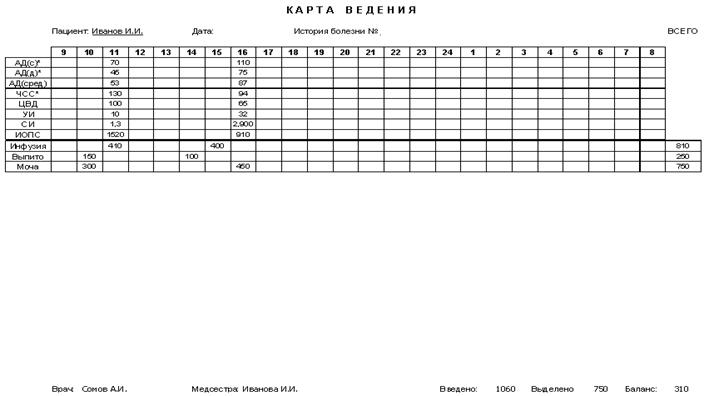 КАРТА ВЕДЕНИЯ
Пациент: Иванов И.И. Дата: История болезни № ВСЕГО
9 10 11 12 13 14 15 16 17 18 19 20 21 22 23 24 1 2 3 4 5 6 7 8
АД(с)* 70 110
АД(д)* 45 75
АД(сред) 53 87
ЧСС* 130 94
ЦВД 100 65
УИ 10 32
СИ 1,3 2,900
ИОПС 1520 910
Инфузия 410 400 810
Выпито 150 100 250
Моча 300 450 750
Врач: Сомов А.И. Медсестра: Иванова И.И. Введено: 1060 Выделено 750 Баланс: 310